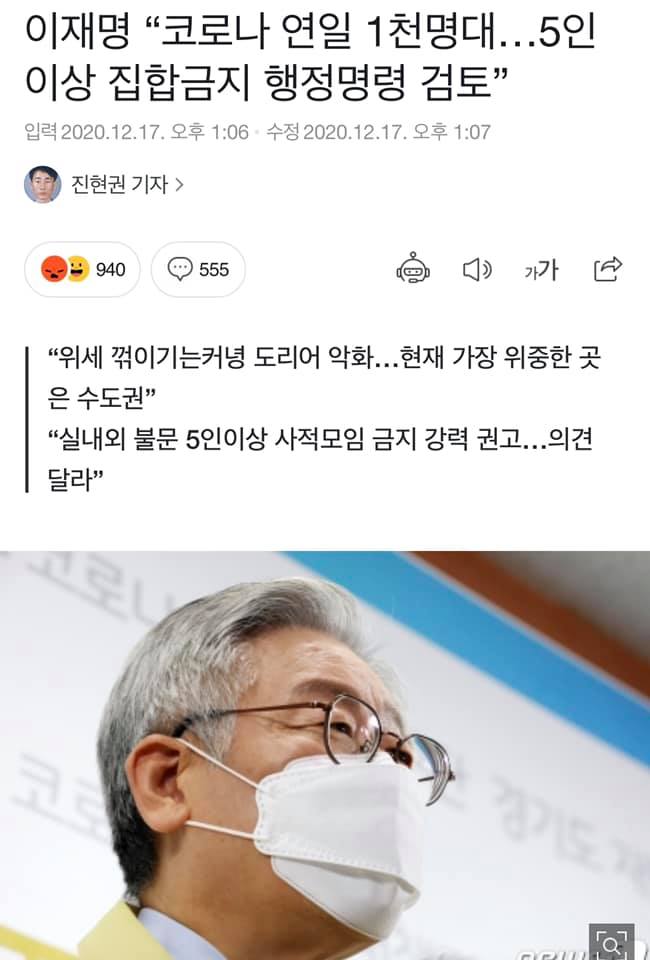 이재명 “코로나 연일 1천명대…5인
이상 집합금지 행정명령 검토”
입력 2020.12.17. 오후 1:06 · 수정 2020.12.17. 오후 1:07
진현권 기자 >
940
555
가가
“위세 꺾이기는커녕 도리어 악화…현재 가장 위중한 곳
은 수도권”
“실내외 불문 5인이상 사적모임 금지 강력 권고…의견
달라”
코로나
코로
경기도